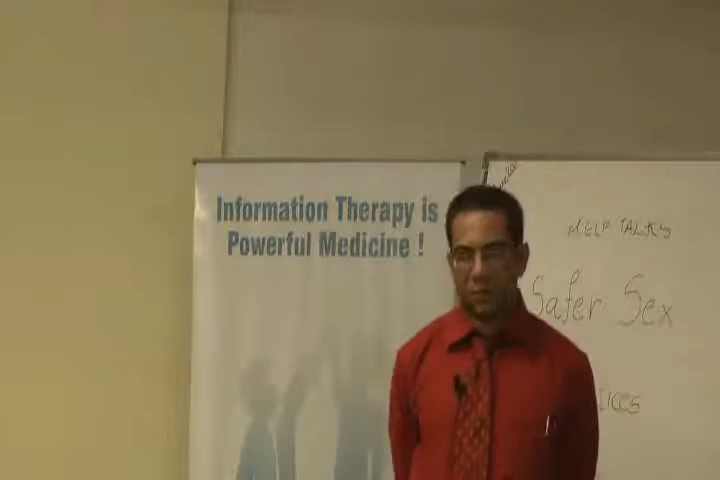 Information Therapy is
Powerful Medicine !
HELP TALKS
Safer Sex